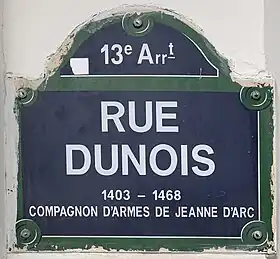 13e Arrt
RUE
DUNOIS
1403 – 1468
COMPAGNON D'ARMES DE JEANNE D'ARC